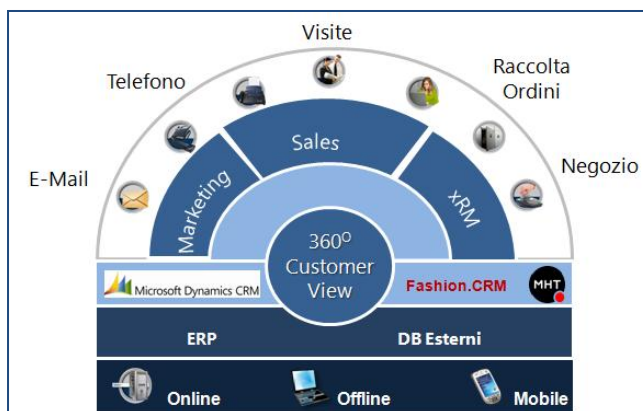 Visite
Telefono
Raccolta
Ordini
E-Mail
Negozio
Marketing
Sales
xRM
360º
Customer
View
Microsoft Dynamics CRM
Fashion.CRM
MHT
ERP
DB Esterni
Online
Offline
Mobile